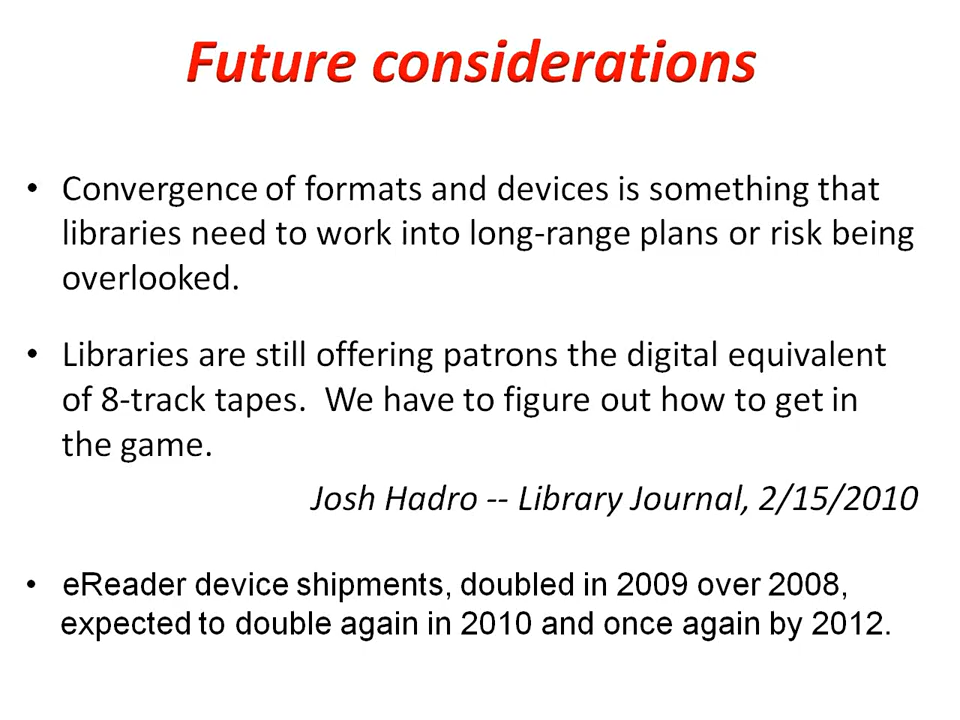 Future considerations
• Convergence of formats and devices is something that
libraries need to work into long-range plans or risk being
overlooked.
• Libraries are still offering patrons the digital equivalent
of 8-track tapes.  We have to figure out how to get in
the game.
Josh Hadro -- Library Journal, 2/15/2010
• eReader device shipments, doubled in 2009 over 2008,
expected to double again in 2010 and once again by 2012.